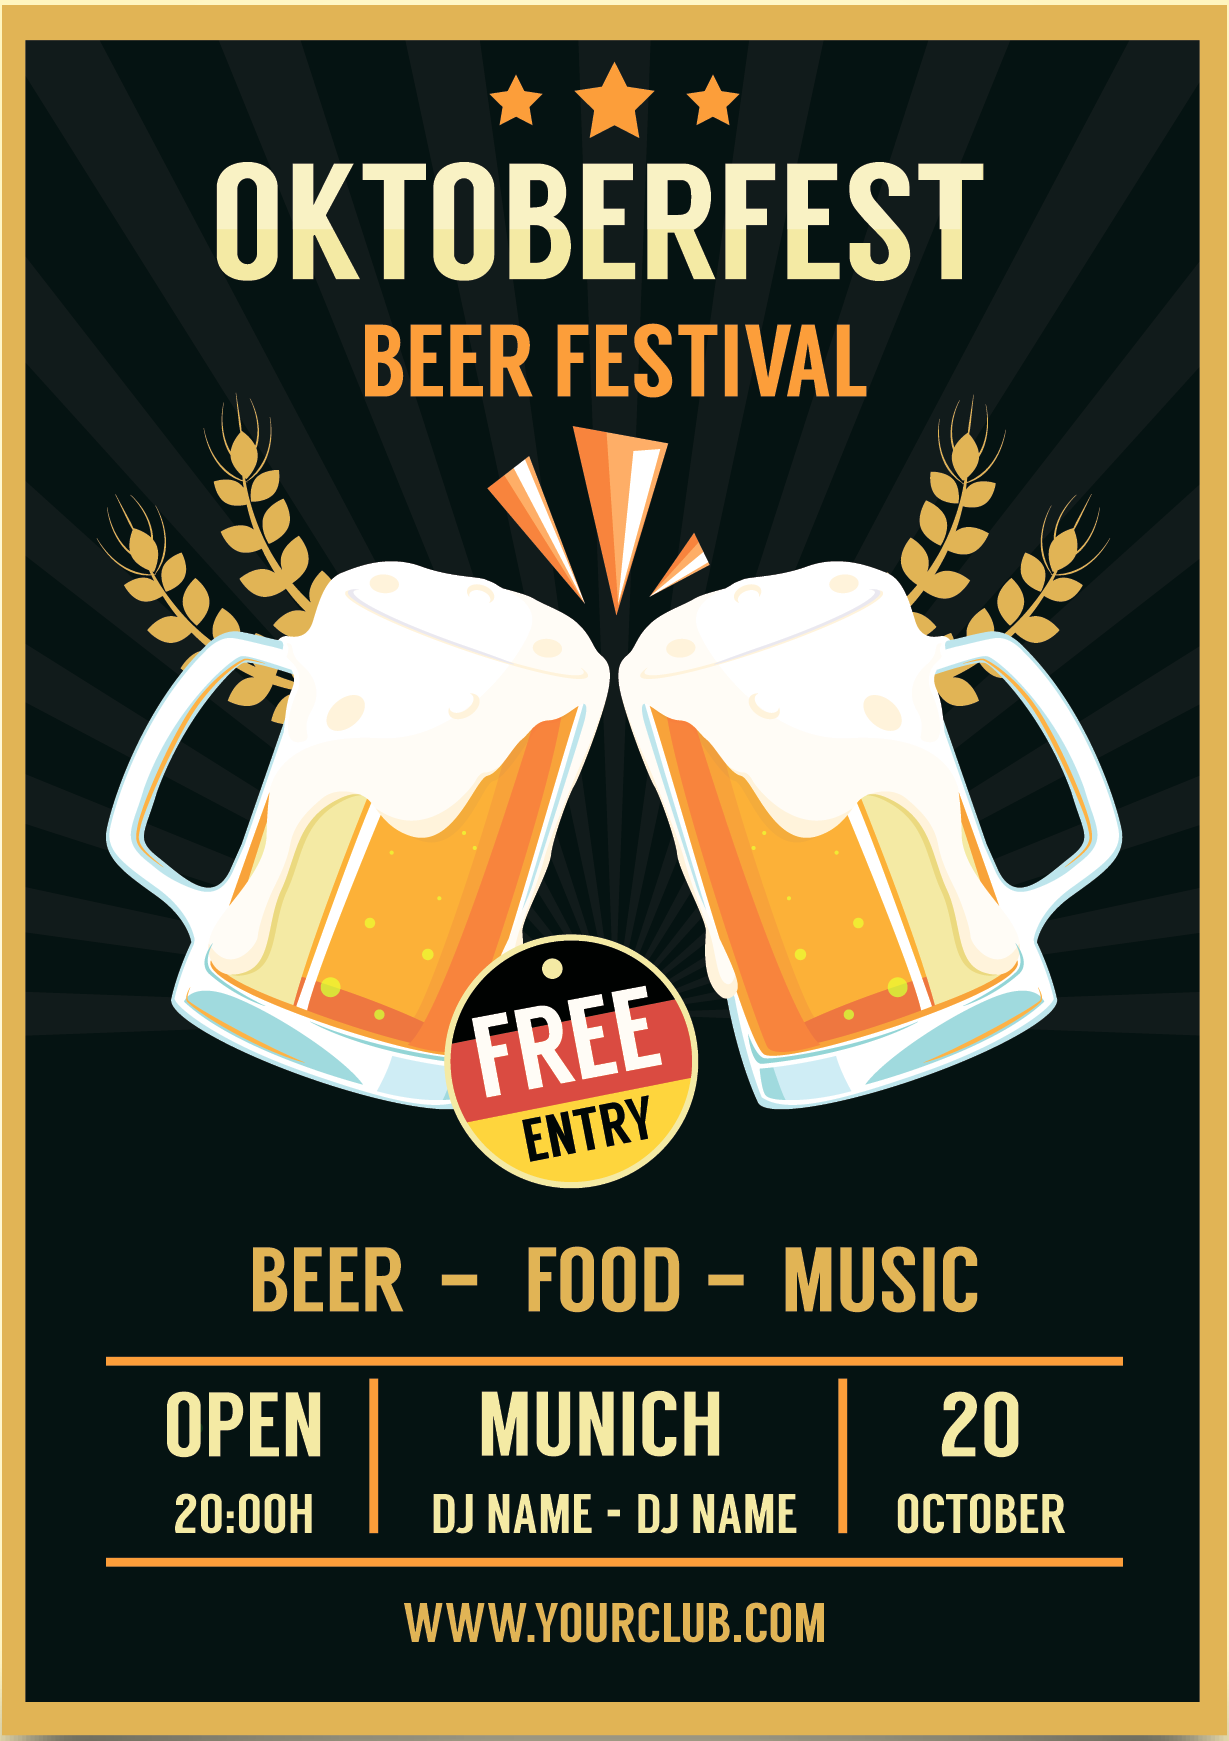 OKTOBERFEST
BEER FESTIVAL
FREE
ENTRY
BEER – FOOD – MUSIC
OPEN
20:00H
MUNICH
DJ NAME - DJ NAME
20
OCTOBER
WWW.YOURCLUB.COM